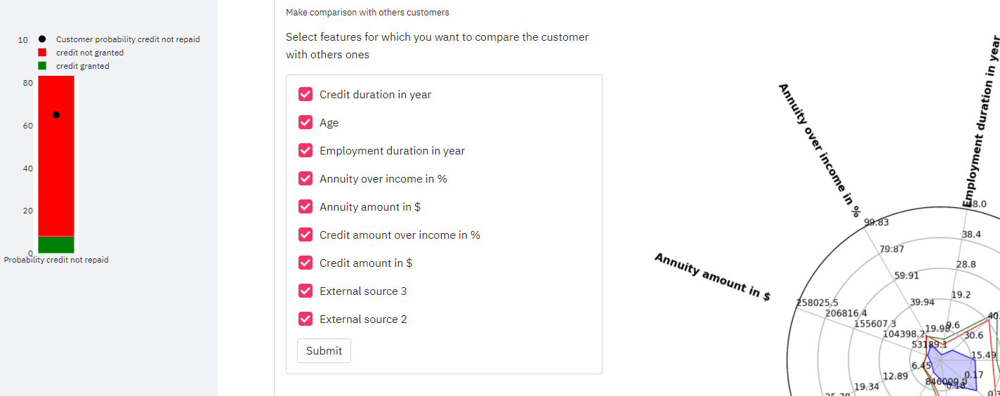 10
Customer probability credit not repaid
credit not granted
credit granted
80
60
40
20
0
Probability credit not repaid
Make comparison with others customers
Select features for which you want to compare the customer
with others ones
Credit duration in year
Age
Employment duration in year
Annuity over income in %
Annuity amount in $
Credit amount over income in %
Credit amount in $
External source 3
External source 2
Submit
Employment duration in year
Annuity over income in %
Annuity amount in $
48.0
38.4
28.8
19.2
9.6
99.83
79.87
59.91
39.94
19.98
258025.5
206816.4
155607.3
104398.2
53189.1
40.
30.6
15.49
0.17
0.18
846000.0
6.45
12.89
19.34
25.78
0.3